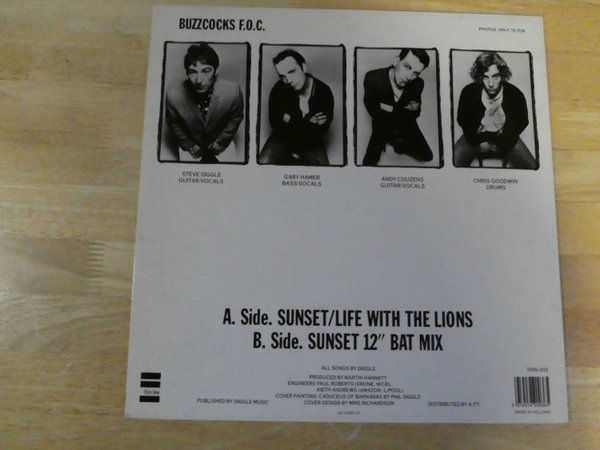 BUZZCOCKS F.O.C.
PHOTOS: IAN T. TILTON
STEVE DIGGLE
GUITAR/VOCALS
GARY HAMER
BASS/VOCALS
ANDY COUZENS
GUITAR/VOCALS
CHRIS GOODWIN
DRUMS
A. Side. SUNSET/LIFE WITH THE LIONS
B. Side. SUNSET 12" BAT MIX
ALL SONGS BY DIGGLE
PRODUCED BY MARTIN HANNETT
ENGINEERS PAUL ROBERTS (DRONE, M/CR),
KIETH ANDREWS (AMAZON, L/POOL)
COVER PAINTING: CADUCEUS OF BARNABAS BY PHIL DIGGLE
COVER DESIGN BY MIKE RICHARDSON
thin line
PUBLISHED BY DIGGLE MUSIC
DISTRIBUTED BY A.P.T.
THIN 003
MADE IN HOLLAND